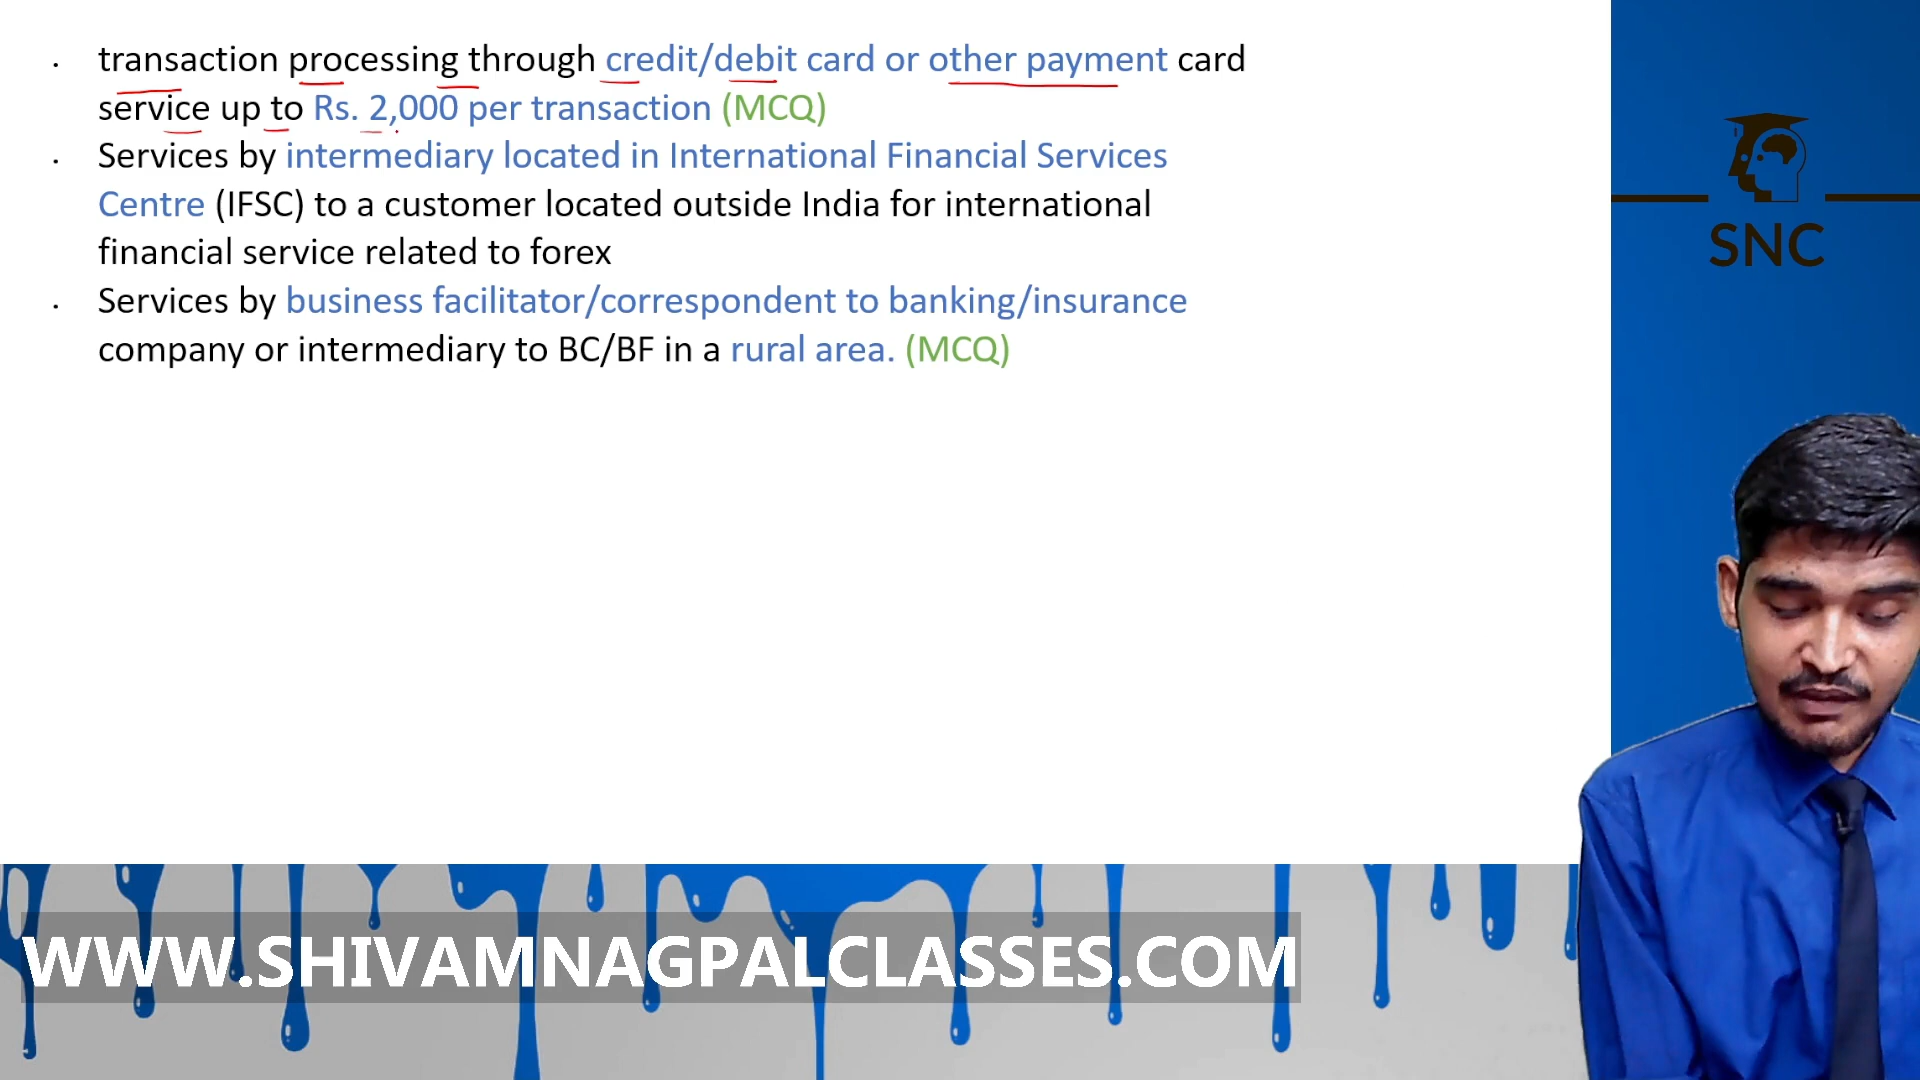 • transaction processing through credit/debit card or other payment card
service up to Rs. 2,000 per transaction (MCQ)
• Services by intermediary located in International Financial Services
Centre (IFSC) to a customer located outside India for international
financial service related to forex
• Services by business facilitator/correspondent to banking/insurance
company or intermediary to BC/BF in a rural area. (MCQ)
SNC
WWW.SHIVAMNAGPALCLASSES.COM